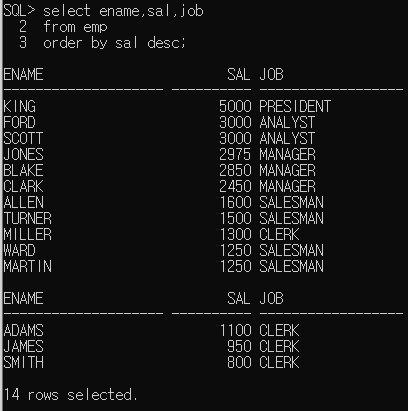 SQL> select ename,sal,job
  2  from emp
  3  order by sal desc;
ENAME                       SAL JOB
-------------------- ---------- ------------------
KING                       5000 PRESIDENT
FORD                       3000 ANALYST
SCOTT                      3000 ANALYST
JONES                      2975 MANAGER
BLAKE                      2850 MANAGER
CLARK                      2450 MANAGER
ALLEN                      1600 SALESMAN
TURNER                     1500 SALESMAN
MILLER                     1300 CLERK
WARD                       1250 SALESMAN
MARTIN                     1250 SALESMAN
ENAME                       SAL JOB
-------------------- ---------- ------------------
ADAMS                      1100 CLERK
JAMES                       950 CLERK
SMITH                       800 CLERK
14 rows selected.